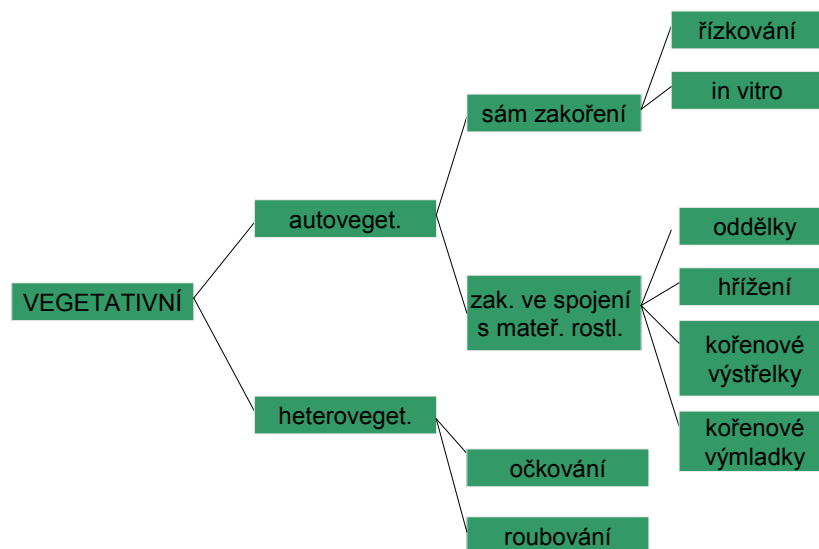 řízkování
in vitro
sám zakoření
autoveget.
oddělky
VEGETATIVNÍ
zak. ve spojení
s mateř. rostl.
hřížení
kořenové
výstřelky
heteroveget.
kořenové
výmladky
očkování
roubování